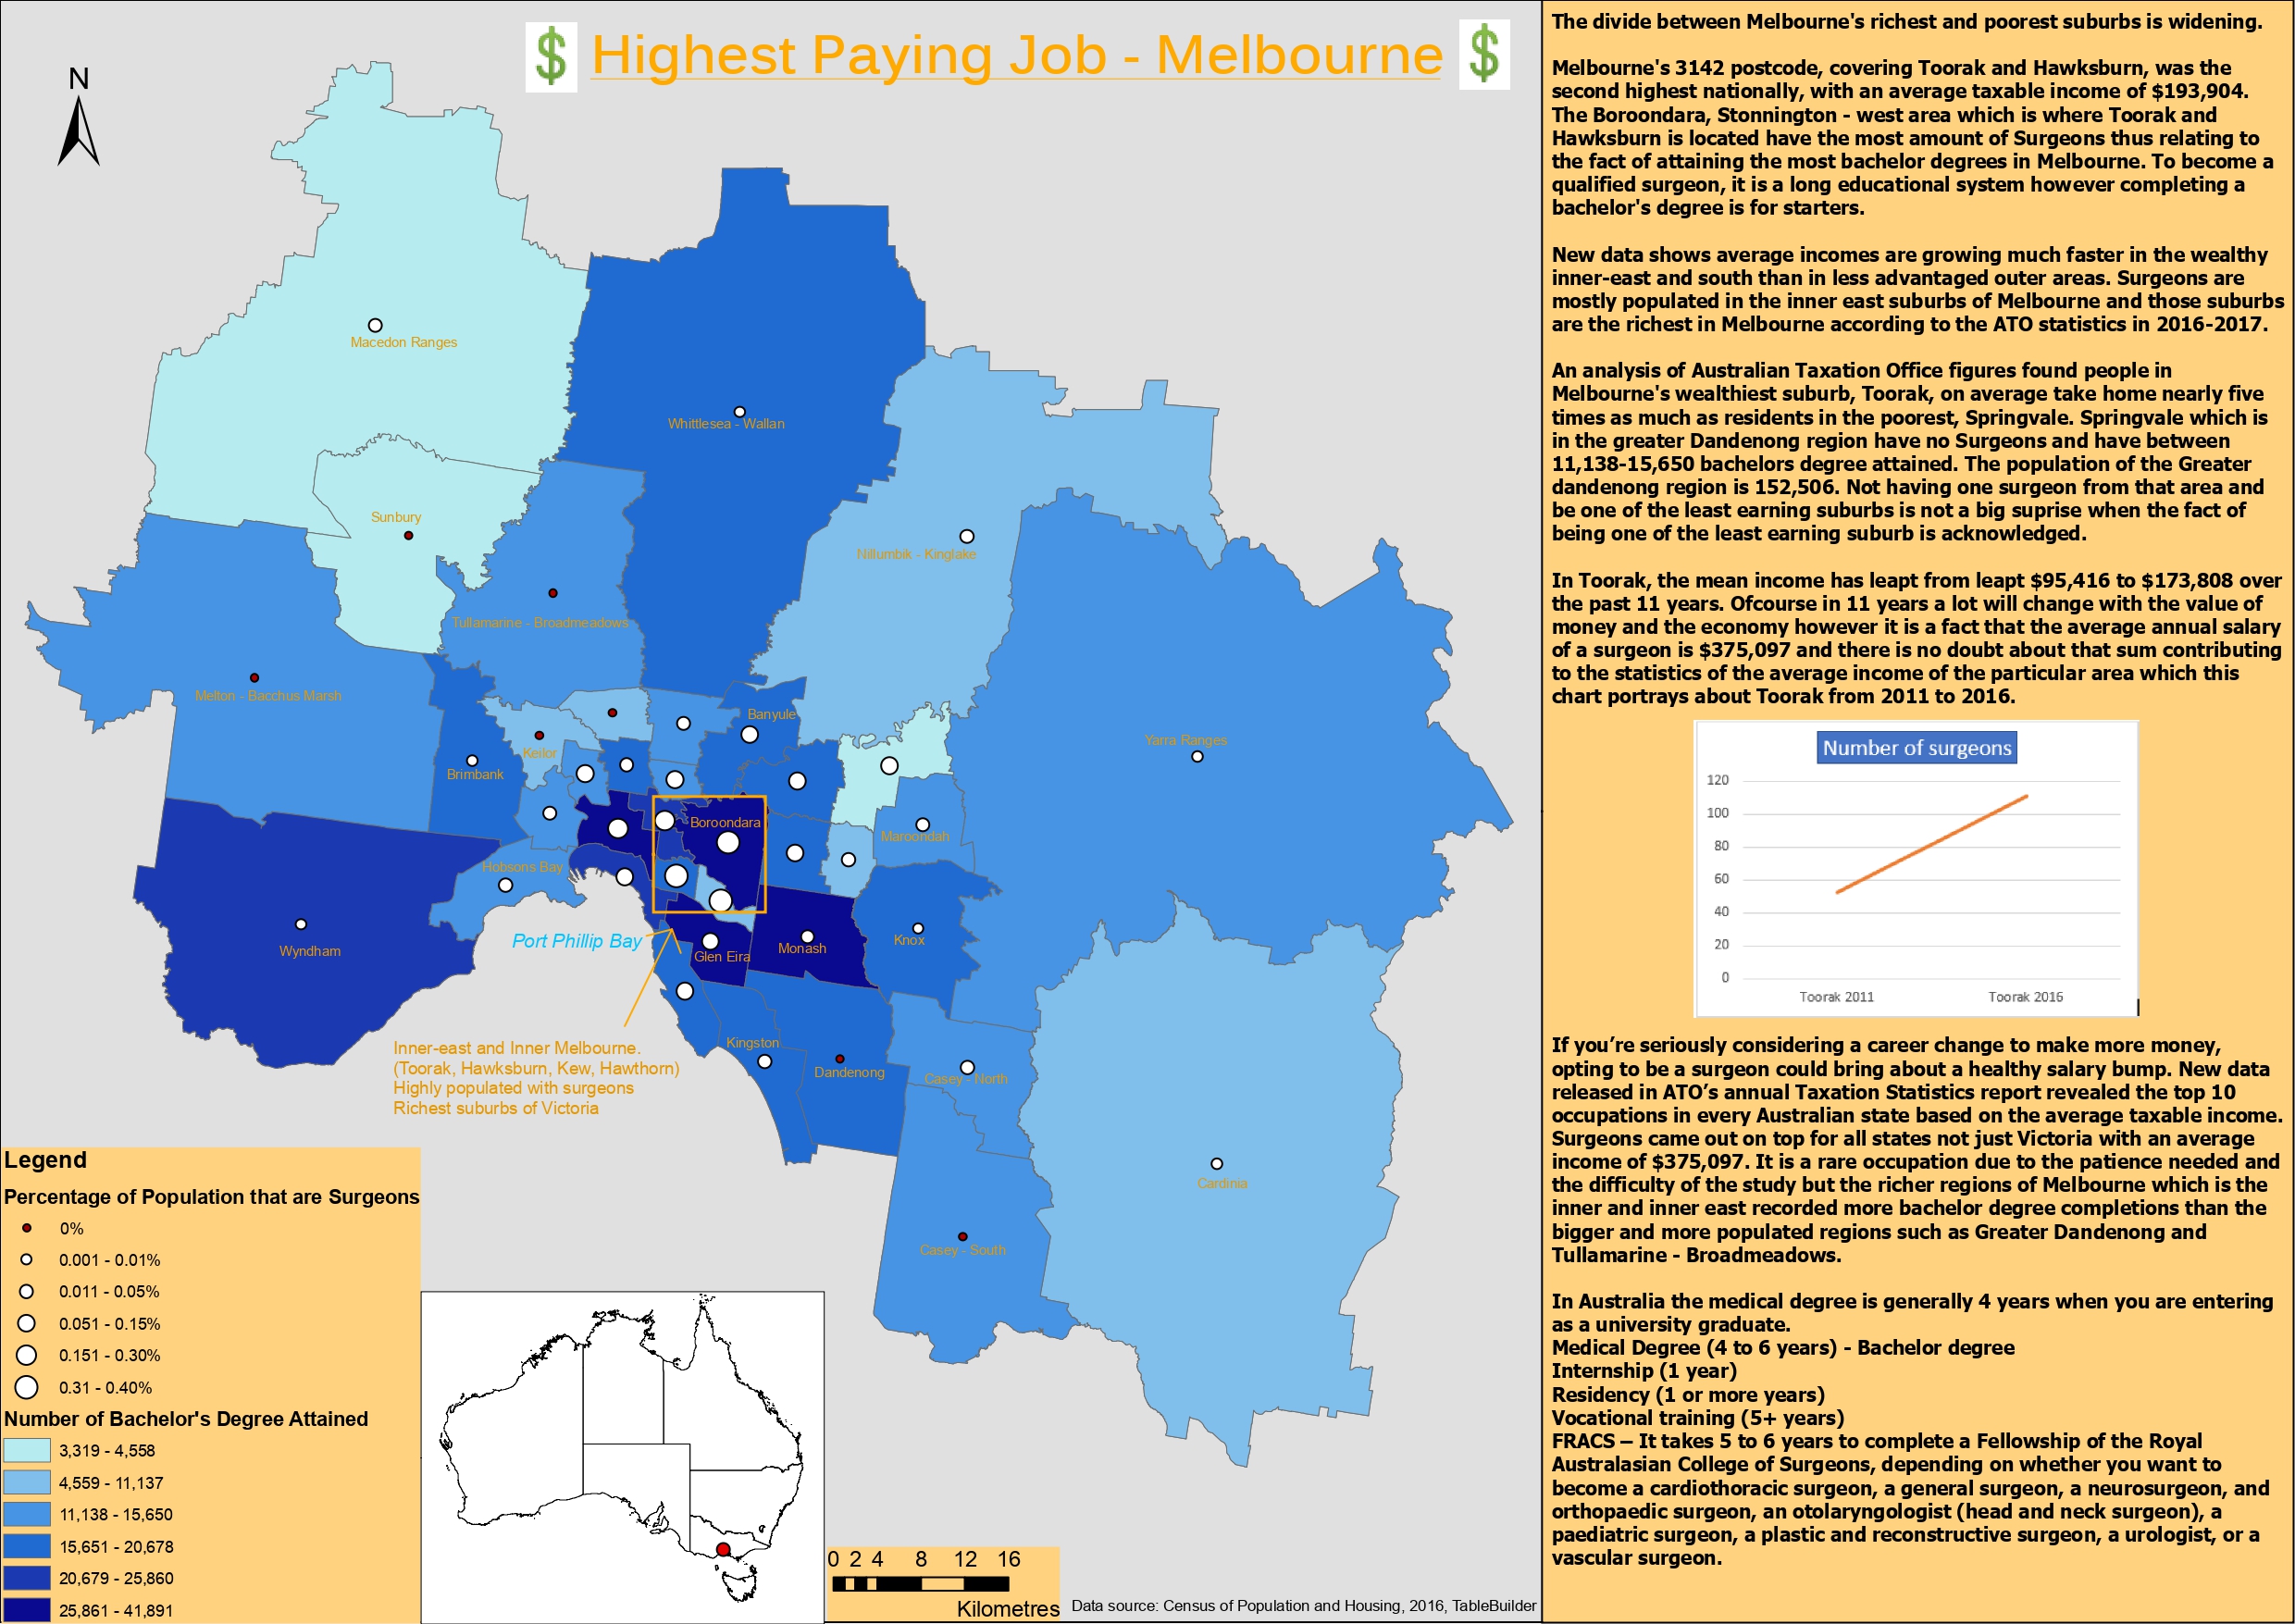 $ Highest Paying Job - Melbourne $
N
Macedon Ranges
Whittlesea - Wallan
Sunbury
Nillumbik - Kinglake
Tullamarine - Broadmeadows
Melton - Bacchus Marsh
Banyule
Yarra Ranges
Keilor
Brimbank
Boroondara
Maroondah
Hobsons Bay
Port Phillip Bay
Wyndham
Glen Eira
Monash
Knox
Kingston
Dandenong
Casey - North
Inner-east and Inner Melbourne.
(Toorak, Hawksburn, Kew, Hawthorn)
Highly populated with surgeons
Richest suburbs of Victoria
Cardinia
Casey - South
Legend
Percentage of Population that are Surgeons
0%
0.001 - 0.01%
0.011 - 0.05%
0.051 - 0.15%
0.151 - 0.30%
0.31 - 0.40%
Number of Bachelor's Degree Attained
3,319 - 4,558
4,559 - 11,137
11,138 - 15,650
15,651 - 20,678
20,679 - 25,860
25,861 - 41,891
0 2 4 8 12 16
Kilometres
Data source: Census of Population and Housing, 2016, TableBuilder
The divide between Melbourne's richest and poorest suburbs is widening.
Melbourne's 3142 postcode, covering Toorak and Hawksburn, was the
second highest nationally, with an average taxable income of $193,904.
The Boroondara, Stonnington - west area which is where Toorak and
Hawksburn is located have the most amount of Surgeons thus relating to
the fact of attaining the most bachelor degrees in Melbourne. To become a
qualified surgeon, it is a long educational system however completing a
bachelor's degree is for starters.
New data shows average incomes are growing much faster in the wealthy
inner-east and south than in less advantaged outer areas. Surgeons are
mostly populated in the inner east suburbs of Melbourne and those suburbs
are the richest in Melbourne according to the ATO statistics in 2016-2017.
An analysis of Australian Taxation Office figures found people in
Melbourne's wealthiest suburb, Toorak, on average take home nearly five
times as much as residents in the poorest, Springvale. Springvale which is
in the greater Dandenong region have no Surgeons and have between
11,138-15,650 bachelors degree attained. The population of the Greater
dandenong region is 152,506. Not having one surgeon from that area and
be one of the least earning suburbs is not a big suprise when the fact of
being one of the least earning suburb is acknowledged.
In Toorak, the mean income has leapt from leapt $95,416 to $173,808 over
the past 11 years. Ofcourse in 11 years a lot will change with the value of
money and the economy however it is a fact that the average annual salary
of a surgeon is $375,097 and there is no doubt about that sum contributing
to the statistics of the average income of the particular area which this
chart portrays about Toorak from 2011 to 2016.
Number of surgeons
120
100
80
60
40
20
0
Toorak 2011 Toorak 2016
If you’re seriously considering a career change to make more money,
opting to be a surgeon could bring about a healthy salary bump. New data
released in ATO’s annual Taxation Statistics report revealed the top 10
occupations in every Australian state based on the average taxable income.
Surgeons came out on top for all states not just Victoria with an average
income of $375,097. It is a rare occupation due to the patience needed and
the difficulty of the study but the richer regions of Melbourne which is the
inner and inner east recorded more bachelor degree completions than the
bigger and more populated regions such as Greater Dandenong and
Tullamarine - Broadmeadows.
In Australia the medical degree is generally 4 years when you are entering
as a university graduate.
Medical Degree (4 to 6 years) - Bachelor degree
Internship (1 year)
Residency (1 or more years)
Vocational training (5+ years)
FRACS – It takes 5 to 6 years to complete a Fellowship of the Royal
Australasian College of Surgeons, depending on whether you want to
become a cardiothoracic surgeon, a general surgeon, a neurosurgeon, and
orthopaedic surgeon, an otolaryngologist (head and neck surgeon), a
paediatric surgeon, a plastic and reconstructive surgeon, a urologist, or a
vascular surgeon.